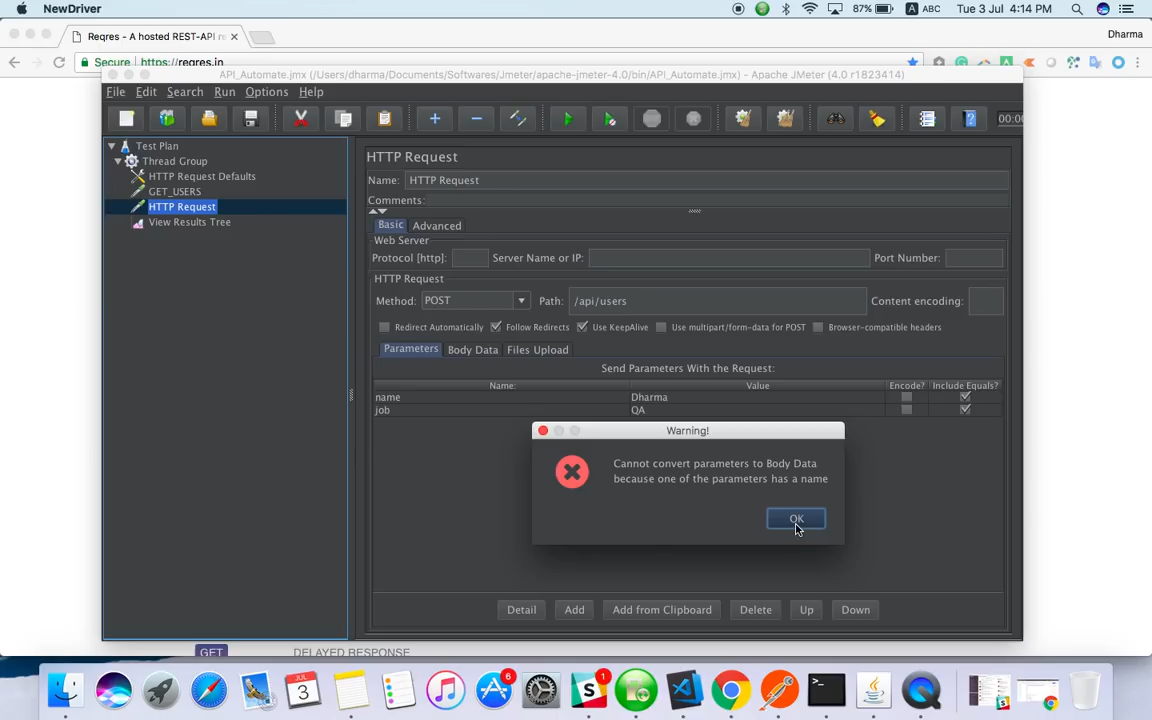 NewDriver
87%
A ABC
Tue 3 Jul 4:14 PM
Reqres - A hosted REST-API re
Dharma
Secure https://reqres.in
API_Automate.jmx (/Users/dharma/Documents/Softwares/Jmeter/apache-jmeter-4.0/bin/API_Automate.jmx) - Apache JMeter (4.0 r1823414)
File Edit Search Run Options Help
00:00
Test Plan
Thread Group
HTTP Request Defaults
GET_USERS
HTTP Request
View Results Tree
HTTP Request
Name: HTTP Request
Comments:
Basic Advanced
Web Server
Protocol [http]: Server Name or IP: Port Number:
HTTP Request
Method: POST Path: /api/users Content encoding:
Redirect Automatically Follow Redirects Use KeepAlive Use multipart/form-data for POST Browser-compatible headers
Parameters Body Data Files Upload
Send Parameters With the Request:
Name: Value Encode? Include Equals?
name Dharma
job QA
Warning!
Cannot convert parameters to Body Data
because one of the parameters has a name
OK
Detail Add Add from Clipboard Delete Up Down
GET DELAYED RESPONSE
JUL
3
6
1